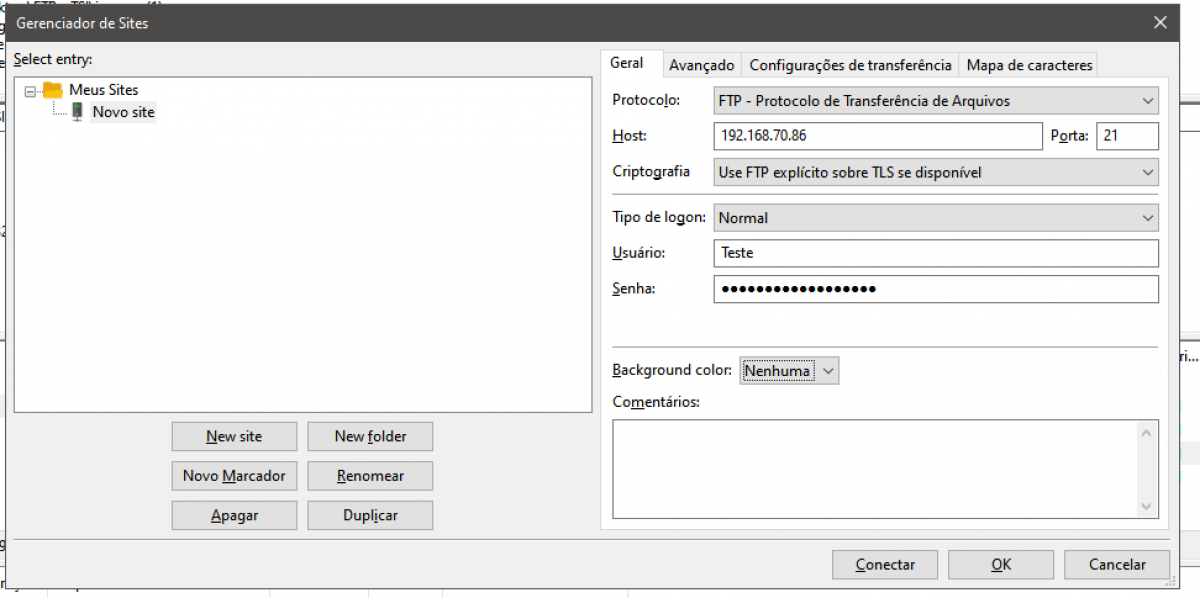 Gerenciador de Sites
Select entry:
Meus Sites
Novo site
New site
New folder
Novo Marcador
Renomear
Apagar
Duplicar
Geral
Avançado
Configurações de transferência
Mapa de caracteres
Protocolo:
FTP - Protocolo de Transferência de Arquivos
Host:
192.168.70.86
Porta:
21
Criptografia
Use FTP explícito sobre TLS se disponível
Tipo de logon:
Normal
Usuário:
Teste
Senha:
••••••••••••••••••
Background color:
Nenhuma
Comentários:
Conectar
OK
Cancelar
ri...